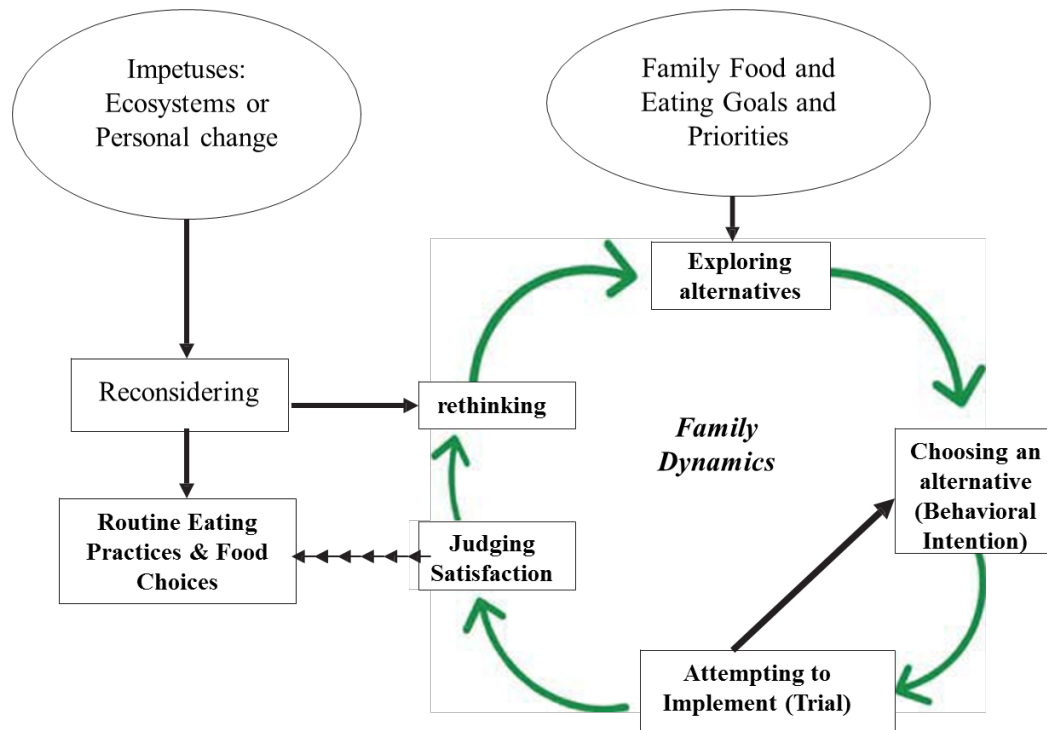 Impetuses:
Ecosystems or
Personal change
Family Food and
Eating Goals and
Priorities
Exploring
alternatives
Reconsidering
rethinking
Family
Dynamics
Choosing an
alternative
(Behavioral
Intention)
Routine Eating
Practices & Food
Choices
Judging
Satisfaction
Attempting to
Implement (Trial)